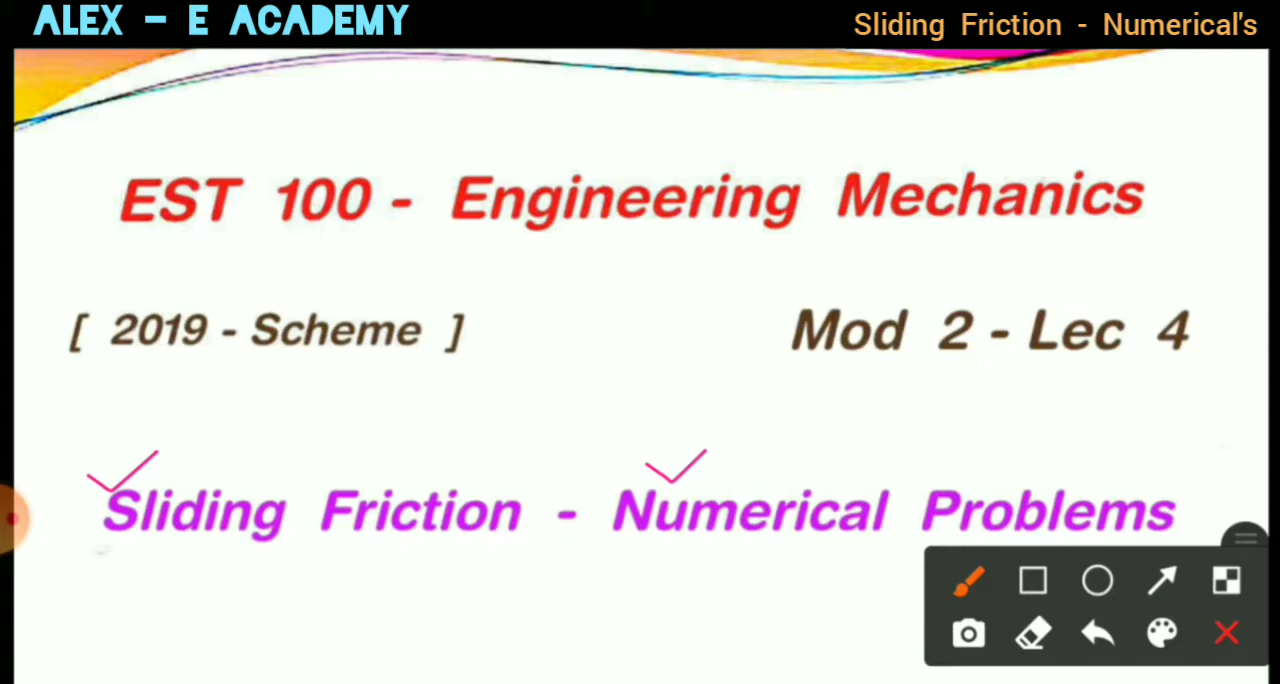 ALEX - E ACADEMY
Sliding Friction - Numerical's
EST 100 - Engineering Mechanics
[ 2019 - Scheme ]
Mod 2 - Lec 4
Sliding Friction - Numerical Problems